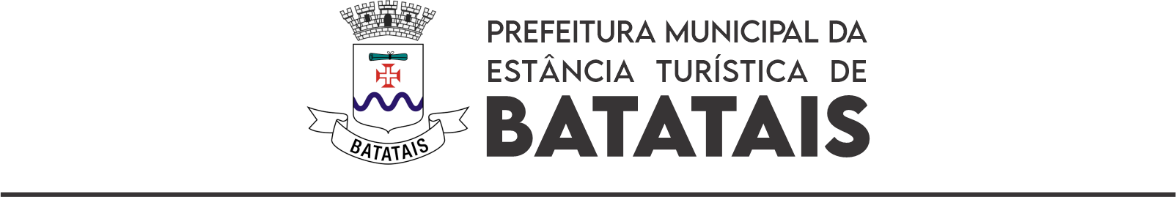 PREFEITURA MUNICIPAL DA
ESTÂNCIA TURÍSTICA DE
BATATAIS
BATATAIS